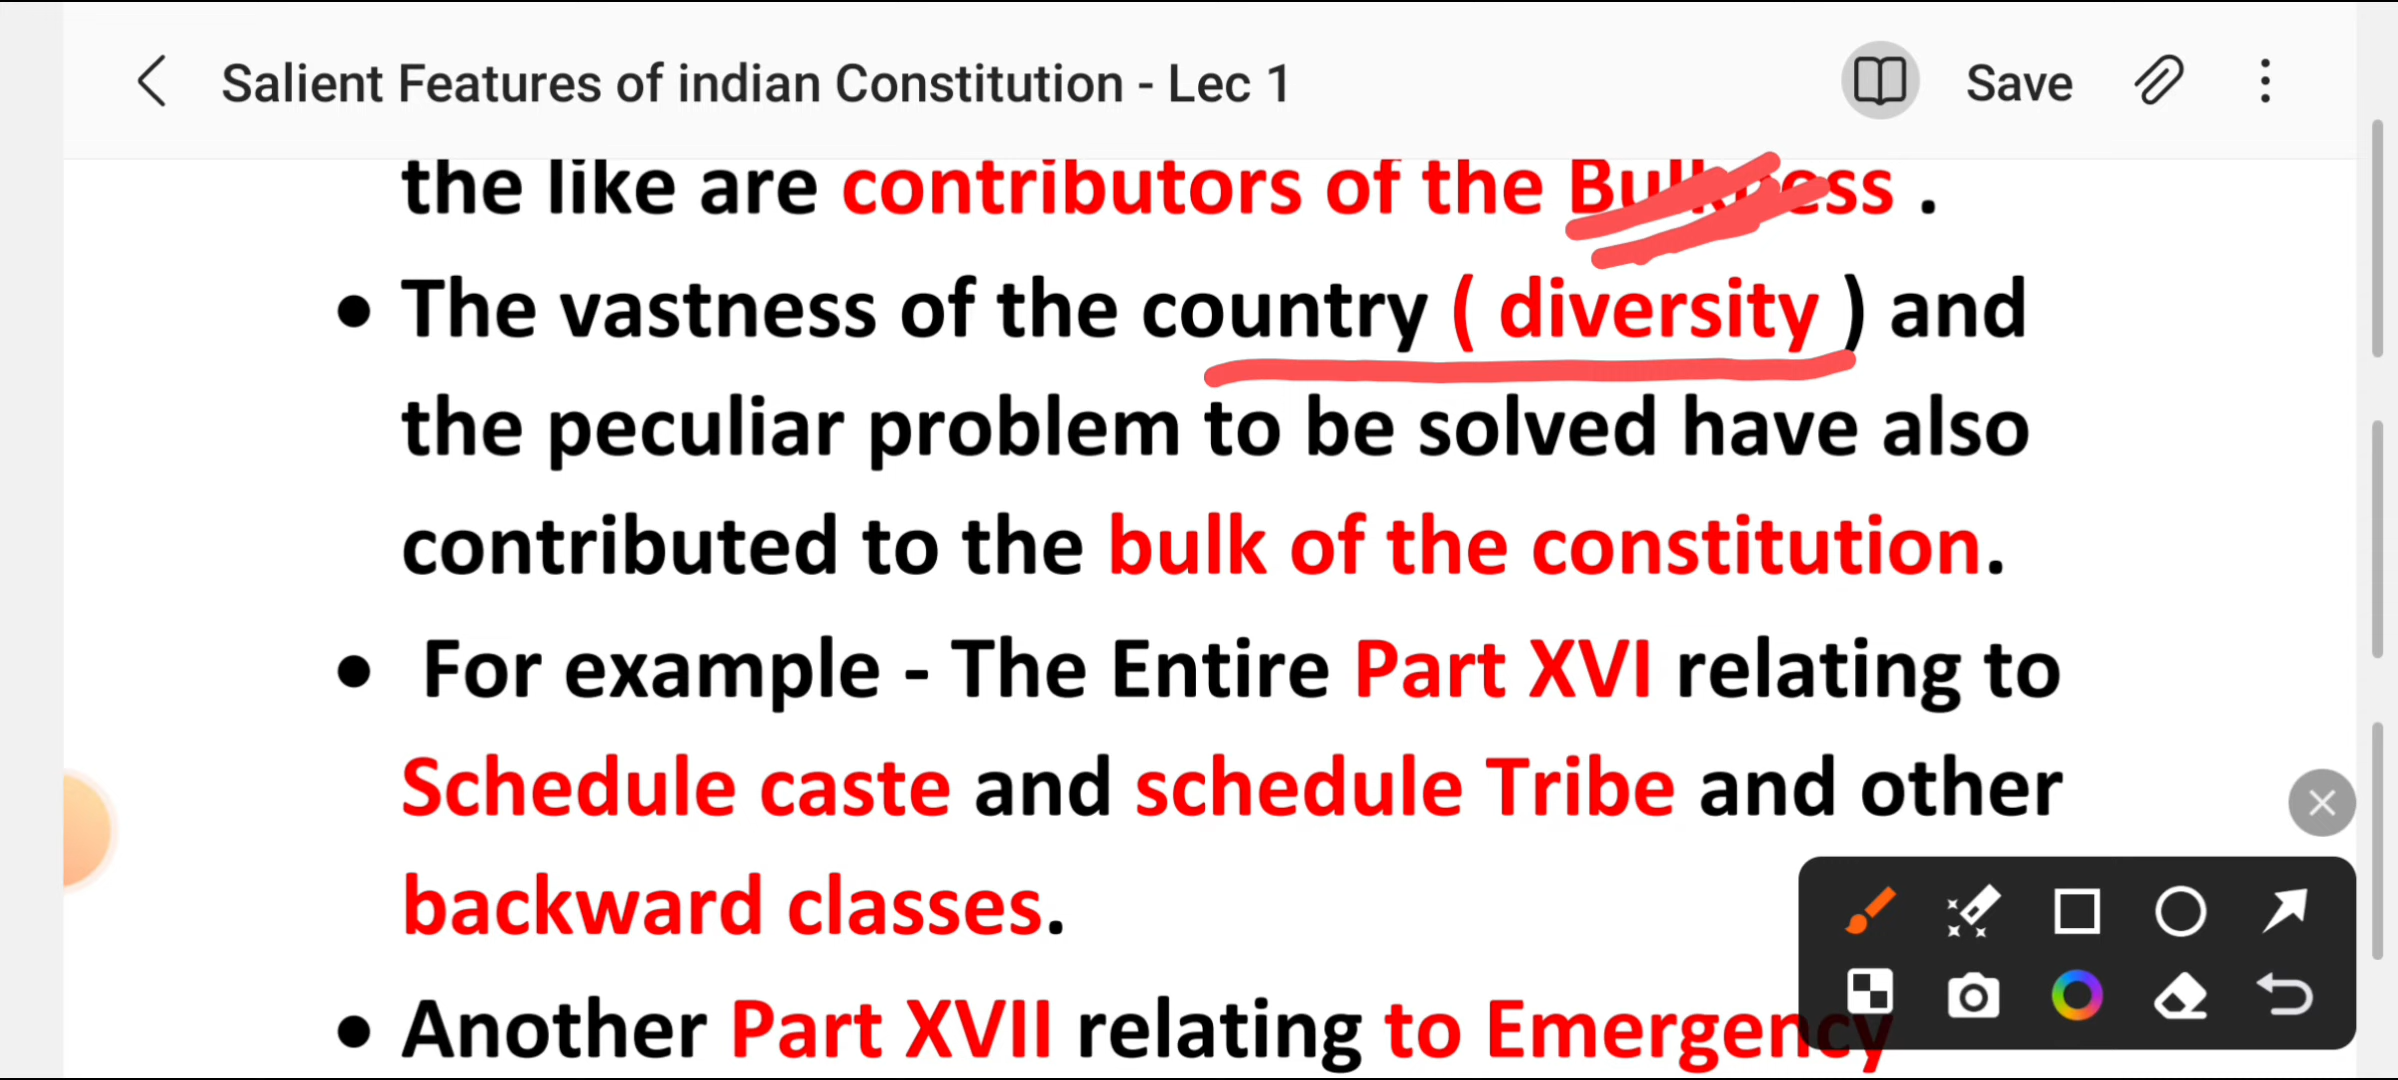 Salient Features of indian Constitution - Lec 1
Save
the like are contributors of the Bulkness .
• The vastness of the country ( diversity ) and
the peculiar problem to be solved have also
contributed to the bulk of the constitution.
• For example - The Entire Part XVI relating to
Schedule caste and schedule Tribe and other
backward classes.
• Another Part XVII relating to Emergency